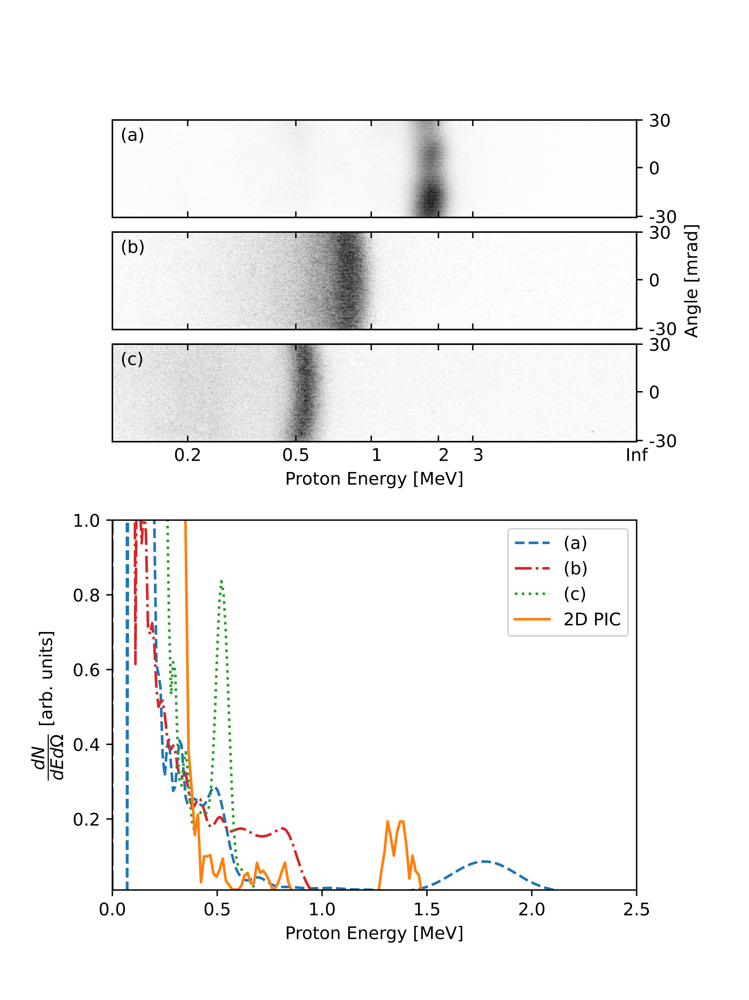 (a)
30
0
-30
(b)
30
0
-30
Angle [mrad]
(c)
30
0
-30
0.2 0.5 1 2 3 Inf
Proton Energy [MeV]
1.0
0.8
0.6
0.4
0.2
dN
dEdΩ [arb. units]
(a)
(b)
(c)
2D PIC
0.0 0.5 1.0 1.5 2.0 2.5
Proton Energy [MeV]